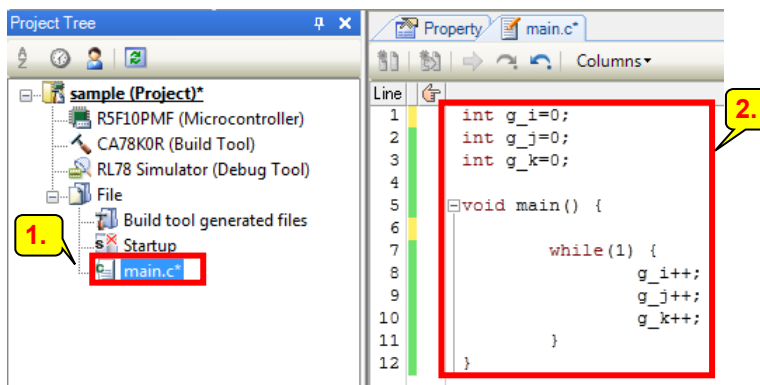 Project Tree
sample (Project)*
R5F10PMF (Microcontroller)
CA78K0R (Build Tool)
RL78 Simulator (Debug Tool)
File
Build tool generated files
Startup
main.c*
1.
Property main.c*
Columns
Line
1 int g_i=0;
2 int g_j=0;
3 int g_k=0;
4
5 void main() {
6
7 while(1) {
8 g_i++;
9 g_j++;
10 g_k++;
11 }
12 }
2.